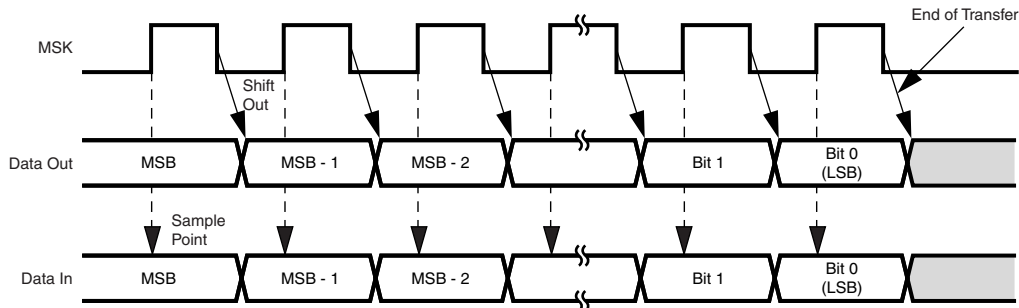 End of Transfer
MSK
Shift
Out
Data Out
MSB
MSB - 1
MSB - 2
Bit 1
Bit 0
(LSB)
Sample
Point
Data In
MSB
MSB - 1
MSB - 2
Bit 1
Bit 0
(LSB)